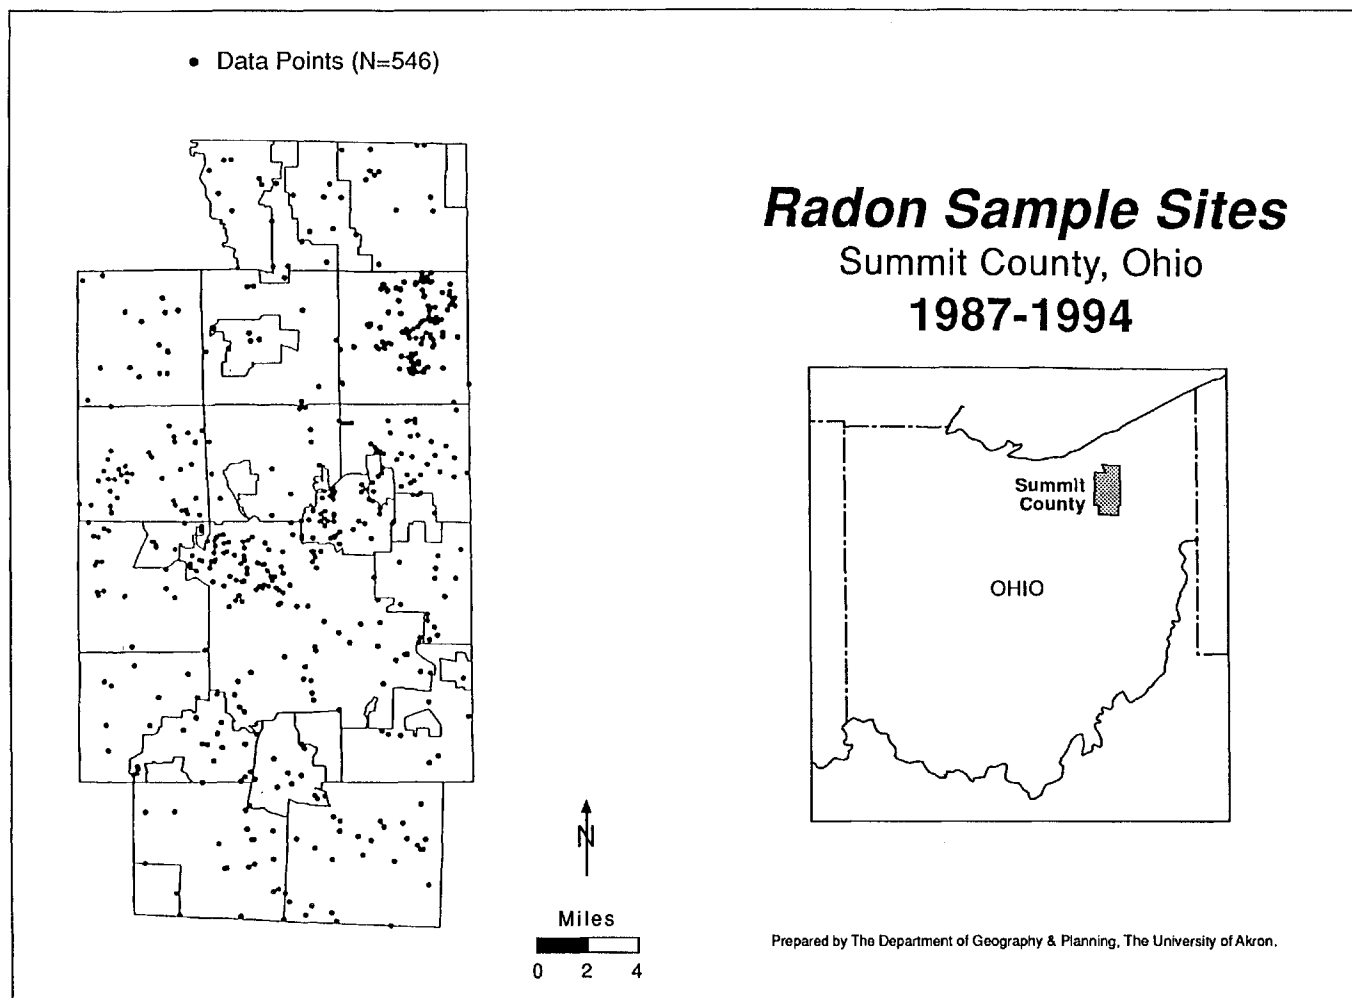 • Data Points (N=546)
Radon Sample Sites
Summit County, Ohio
1987-1994
Summit
County
OHIO
N
Miles
0 2 4
Prepared by The Department of Geography & Planning, The University of Akron.